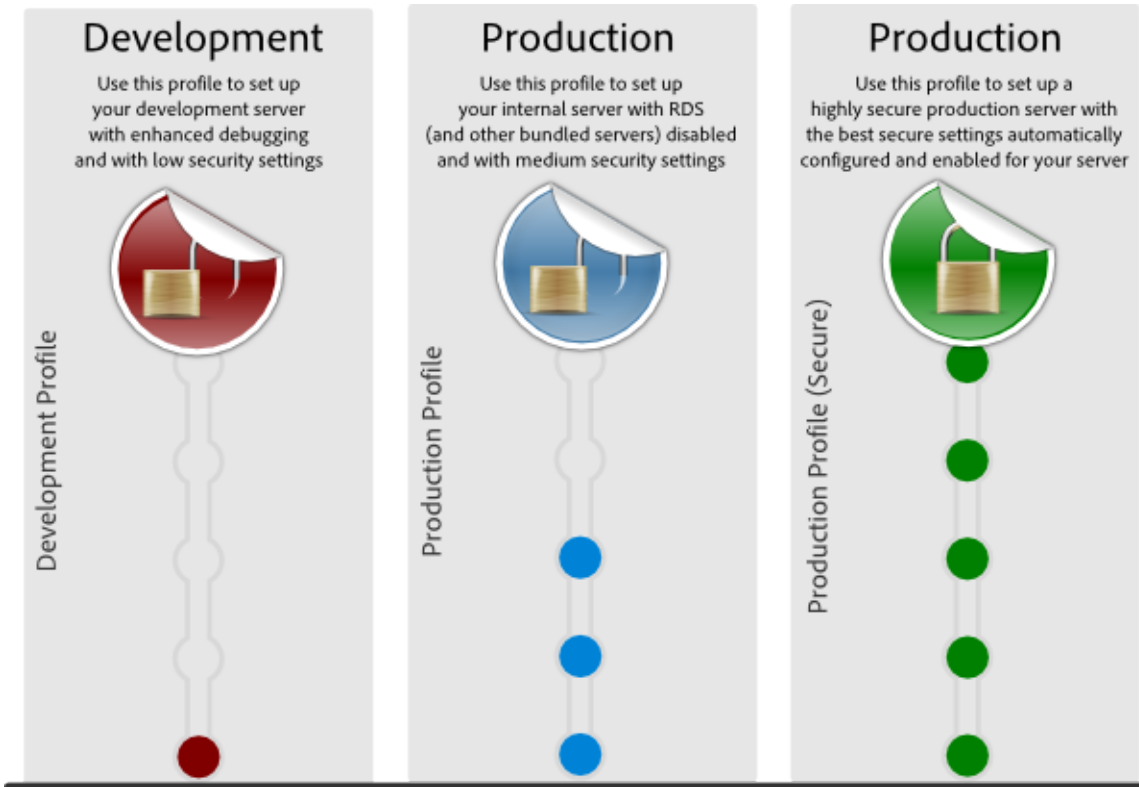 Development
Use this profile to set up
your development server
with enhanced debugging
and with low security settings
Development Profile
Production
Use this profile to set up
your internal server with RDS
(and other bundled servers) disabled
and with medium security settings
Production Profile
Production
Use this profile to set up a
highly secure production server with
the best secure settings automatically
configured and enabled for your server
Production Profile (Secure)